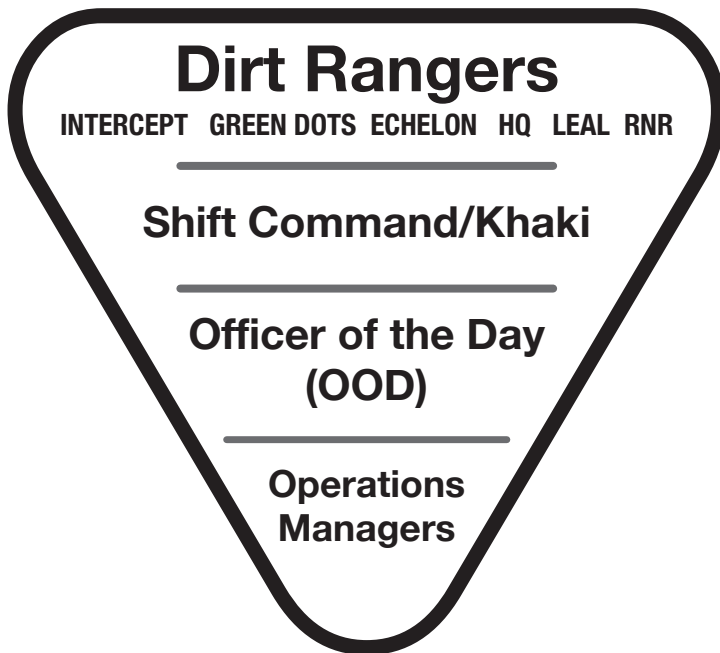 Dirt Rangers
INTERCEPT GREEN DOTS ECHELON HQ LEAL RNR
Shift Command/Khaki
Officer of the Day
(OOD)
Operations
Managers